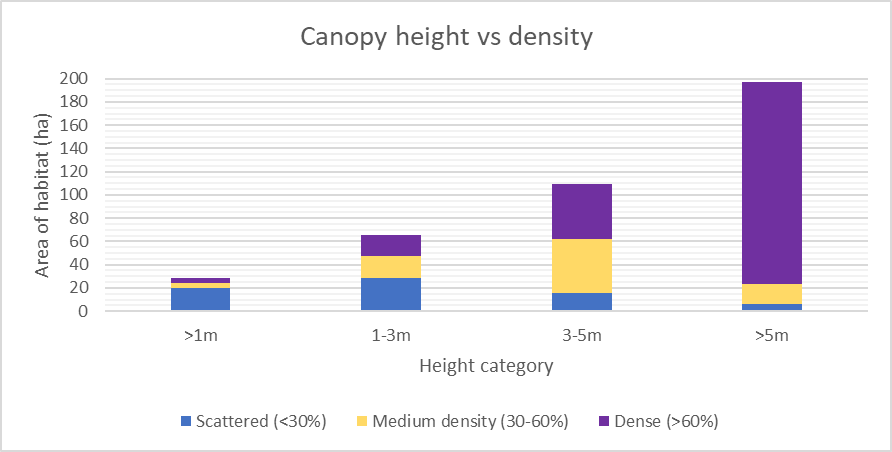 Canopy height vs density
Area of habitat (ha)
200
180
160
140
120
100
80
60
40
20
0
>1m 1-3m 3-5m >5m
Height category
Scattered (<30%) Medium density (30-60%) Dense (>60%)